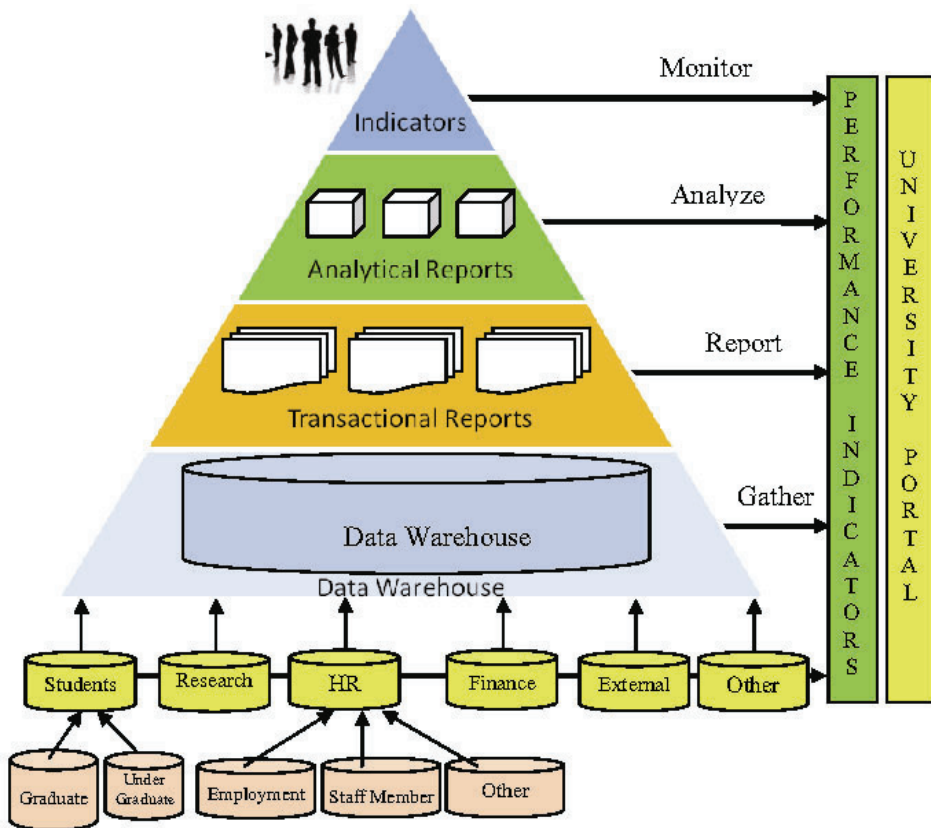 Monitor
Indicators
Analyze
Analytical Reports
Report
Transactional Reports
Gather
Data Warehouse
Data Warehouse
PERFORMANCE INDICATORS
UNIVERSITY PORTAL
Students
Research
HR
Finance
External
Other
Graduate
Under
Graduate
Employment
Staff Member
Other